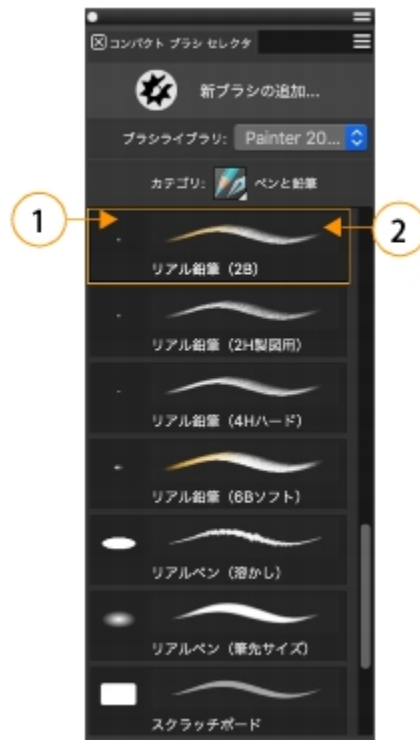 コンパクト ブラシ セレクタ
新ブラシの追加...
ブラシライブラリ: Painter 20...
カテゴリ: ペンと鉛筆
1
2
リアル鉛筆（2B）
リアル鉛筆（2H製図用）
リアル鉛筆（4Hハード）
リアル鉛筆（6Bソフト）
リアルペン（溶かし）
リアルペン（筆先サイズ）
スクラッチボード